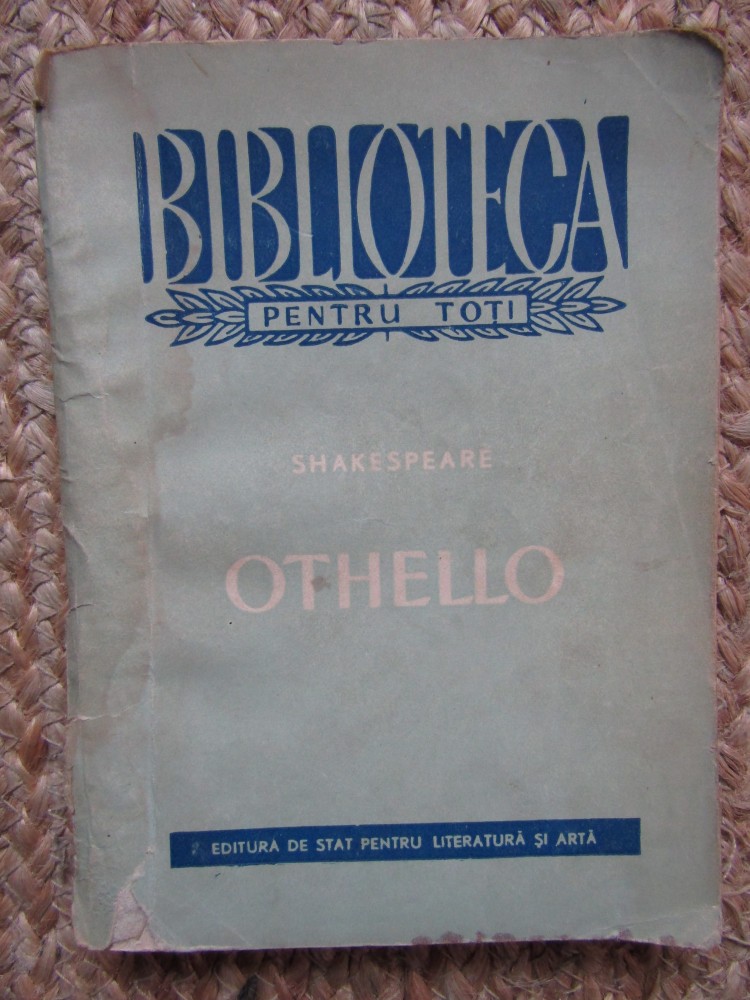 BIBLIOTECA
PENTRU TOȚI
SHAKESPEARE
OTHELLO
EDITURA DE STAT PENTRU LITERATURĂ ȘI ARTĂ